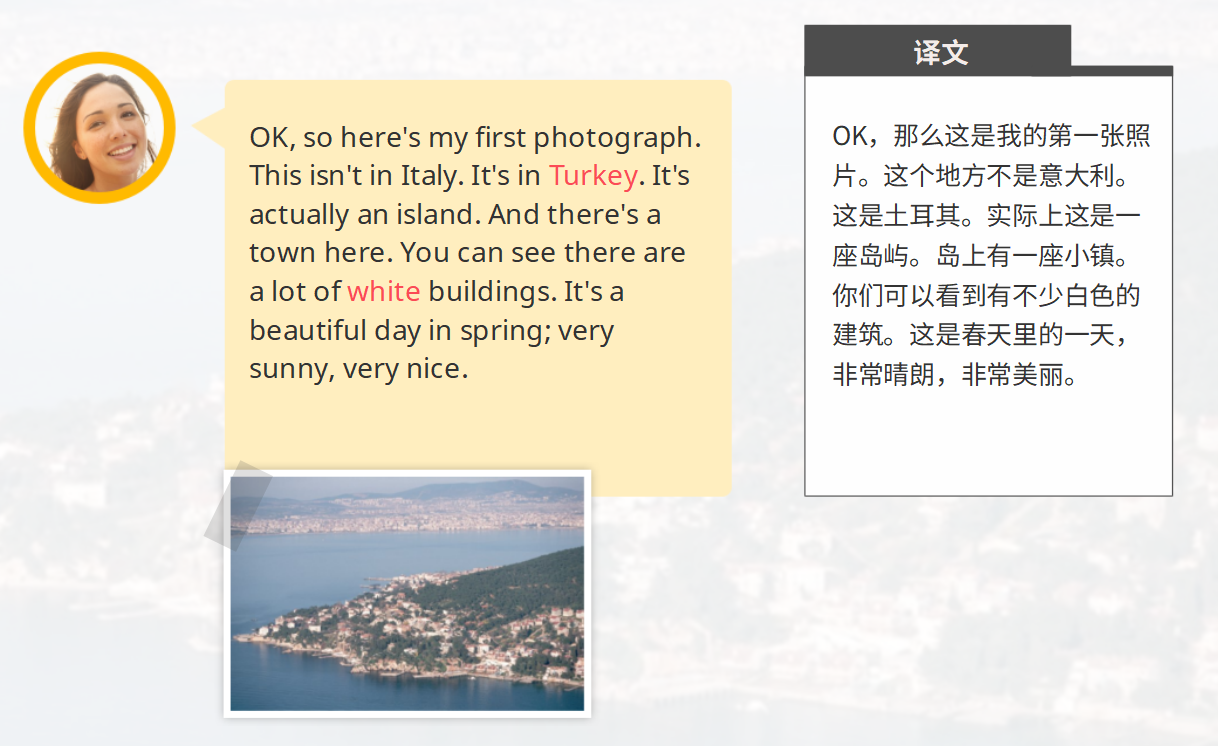 OK, so here's my first photograph.
This isn't in Italy. It's in Turkey. It's
actually an island. And there's a
town here. You can see there are
a lot of white buildings. It's a
beautiful day in spring; very
sunny, very nice.
译文
OK，那么这是我的第一张照
片。这个地方不是意大利。
这是土耳其。实际上这是一
座岛屿。岛上有一座小镇。
你们可以看到有不少白色的
建筑。这是春天里的一天，
非常晴朗，非常美丽。